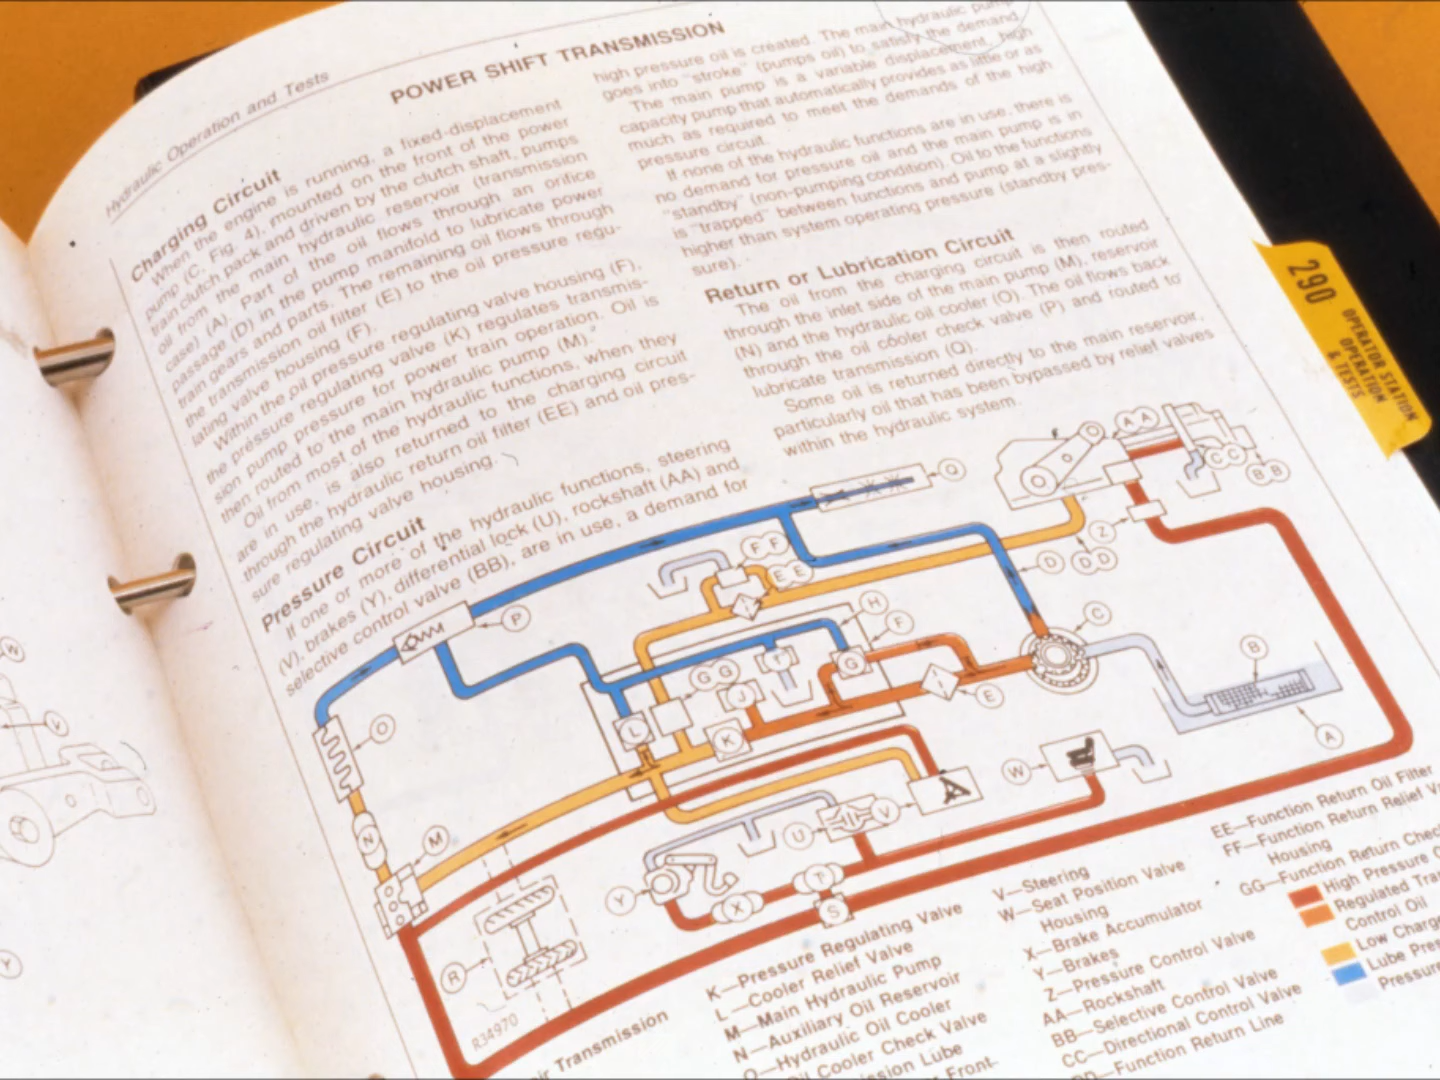 Hydraulic Operation and Tests
POWER SHIFT TRANSMISSION
Charging Circuit
When the engine is running, a fixed-displacement
pump (C, Fig. 4), mounted on the front of the power
train clutch pack and driven by the clutch shaft, pumps
oil from the main hydraulic reservoir (transmission
case) (A). Part of the oil flows through an orifice
passage (D) in the pump manifold to lubricate power
train gears and parts. The remaining oil flows through
the transmission oil filter (E) to the oil pressure regu-
lating valve housing (F).
Within the oil pressure regulating valve housing (F),
the pressure regulating valve (K) regulates transmis-
sion pump pressure for power train operation. Oil is
then routed to the main hydraulic pump (M).
Oil from most of the hydraulic functions, when they
are in use, is also returned to the charging circuit
through the hydraulic return oil filter (EE) and oil pres-
sure regulating valve housing.
Pressure Circuit
If one or more of the hydraulic functions, steering
(V), brakes (Y), differential lock (U), rockshaft (AA) and
selective control valve (BB), are in use, a demand for
high pressure oil is created. The main hydraulic pump
goes into "stroke" (pumps oil) to satisfy the demand.
The main pump is a variable displacement, high
capacity pump that automatically provides as little or as
much as required to meet the demands of the high
pressure circuit.
If none of the hydraulic functions are in use, there is
no demand for pressure oil and the main pump is in
"standby" (non-pumping condition). Oil to the functions
is "trapped" between functions and pump at a slightly
higher than system operating pressure (standby pres-
sure).
Return or Lubrication Circuit
The oil from the charging circuit is then routed
through the inlet side of the main pump (M), reservoir
(N) and the hydraulic oil cooler (O). The oil flows back
through the oil cooler check valve (P) and routed to
lubricate transmission (Q).
Some oil is returned directly to the main reservoir,
particularly oil that has been bypassed by relief valves
within the hydraulic system.
290
OPERATOR STATION
OPERATION
& TESTS
W
V
Y
Q
AA
CC
BB
Z
DD
D
FF
EE
P
H
F
C
T
G
GG
J
E
B
A
L
K
O
W
N
M
U
V
Y
X
T
S
R
R34970
Transmission
K—Pressure Regulating Valve
L—Cooler Relief Valve
M—Main Hydraulic Pump
N—Auxiliary Oil Reservoir
O—Hydraulic Oil Cooler
Oil Cooler Check Valve
Lube
Front-
V—Steering
W—Seat Position Valve
Housing
X—Brake Accumulator
Y—Brakes
Z—Pressure Control Valve
AA—Rockshaft
BB—Selective Control Valve
CC—Directional Control Valve
DD—Function Return Line
EE—Function Return Oil Filter
FF—Function Return Relief
Housing
GG—Function Return
High Pressure
Regulated
Control Oil
Low
Lube
Pressure